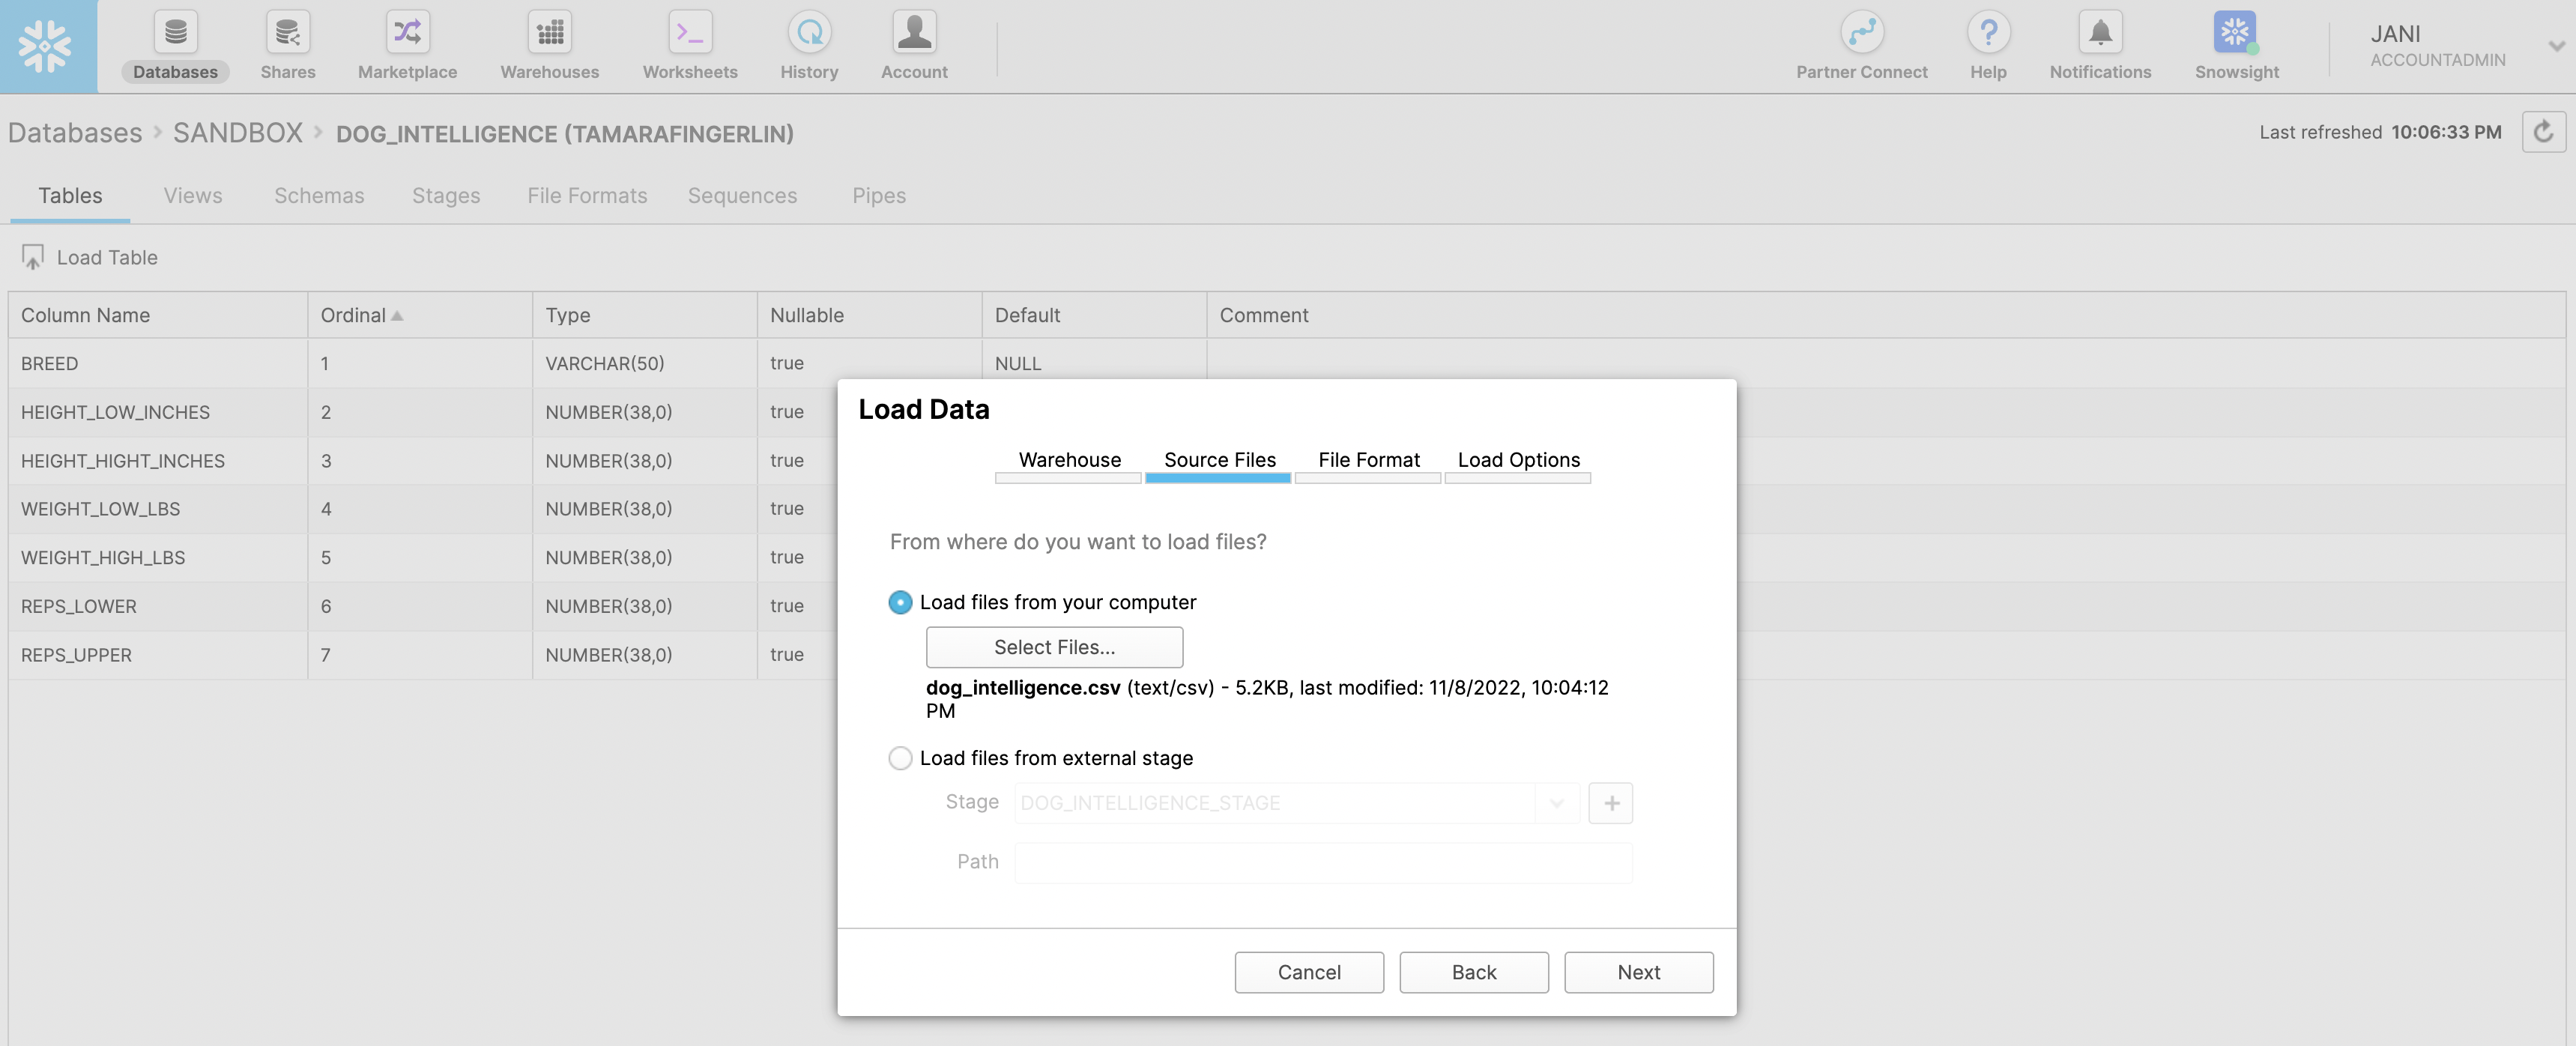 Databases
Shares
Marketplace
Warehouses
Worksheets
History
Account
Partner Connect
Help
Notifications
Snowsight
JANI
ACCOUNTADMIN
Databases > SANDBOX > DOG_INTELLIGENCE (TAMARAFINGERLIN)
Last refreshed 10:06:33 PM
Tables Views Schemas Stages File Formats Sequences Pipes
Load Table
Column Name Ordinal Type Nullable Default Comment
BREED 1 VARCHAR(50) true NULL
HEIGHT_LOW_INCHES 2 NUMBER(38,0) true
HEIGHT_HIGHT_INCHES 3 NUMBER(38,0) true
WEIGHT_LOW_LBS 4 NUMBER(38,0) true
WEIGHT_HIGH_LBS 5 NUMBER(38,0) true
REPS_LOWER 6 NUMBER(38,0) true
REPS_UPPER 7 NUMBER(38,0) true
Load Data
Warehouse Source Files File Format Load Options
From where do you want to load files?
Load files from your computer
Select Files...
dog_intelligence.csv (text/csv) - 5.2KB, last modified: 11/8/2022, 10:04:12
PM
Load files from external stage
Stage DOG_INTELLIGENCE_STAGE +
Path
Cancel Back Next